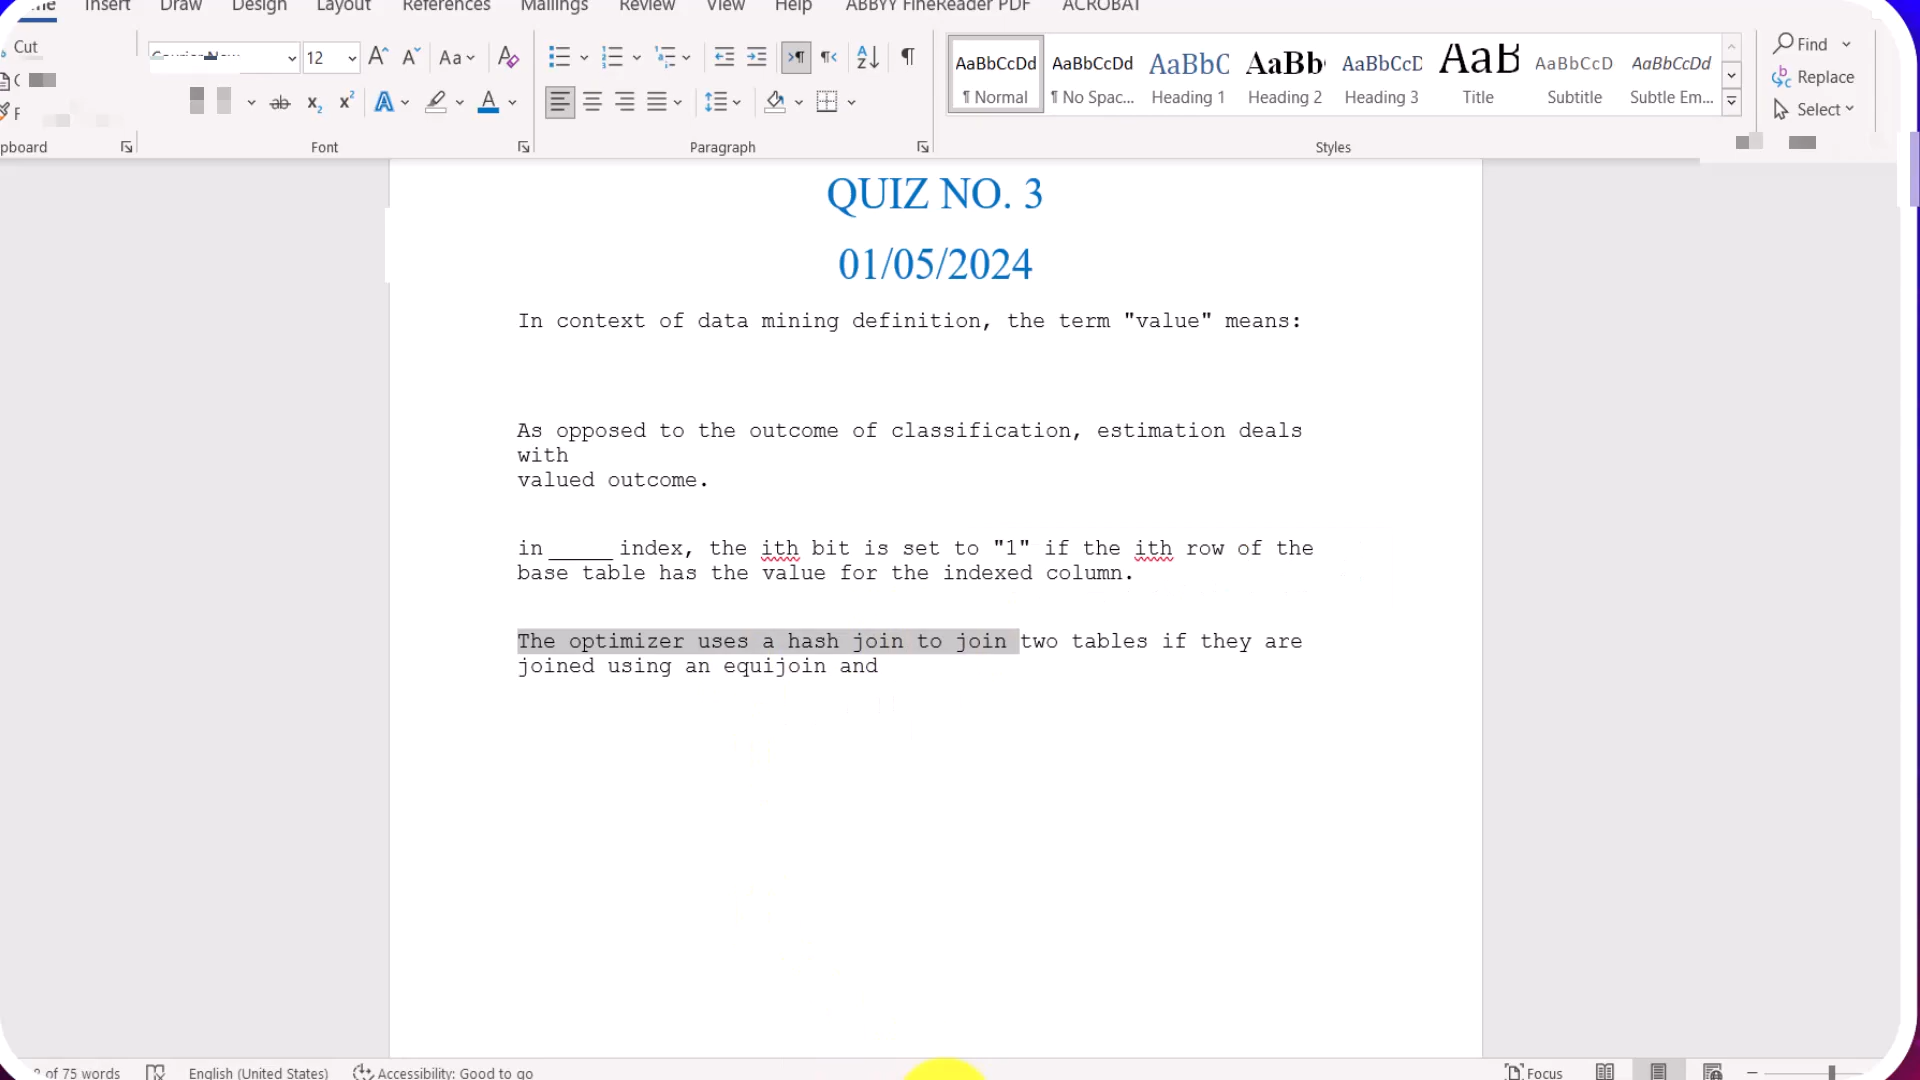 Insert Draw Design Layout References Mailings Review View Help ABBYY FineReader PDF ACROBAT
Cut
12
Aa
Find
Replace
Select
AaBbCcDd AaBbCcDd AaBbC AaBb AaBbCcD AaB AaBbCcD AaBbCcDd
¶ Normal ¶ No Spac... Heading 1 Heading 2 Heading 3 Title Subtitle Subtle Em...
pboard Font Paragraph Styles
QUIZ NO. 3
01/05/2024
In context of data mining definition, the term "value" means:
As opposed to the outcome of classification, estimation deals
with
valued outcome.
in _____ index, the ith bit is set to "1" if the ith row of the
base table has the value for the indexed column.
The optimizer uses a hash join to join two tables if they are
joined using an equijoin and
of 75 words English (United States) Accessibility: Good to go Focus